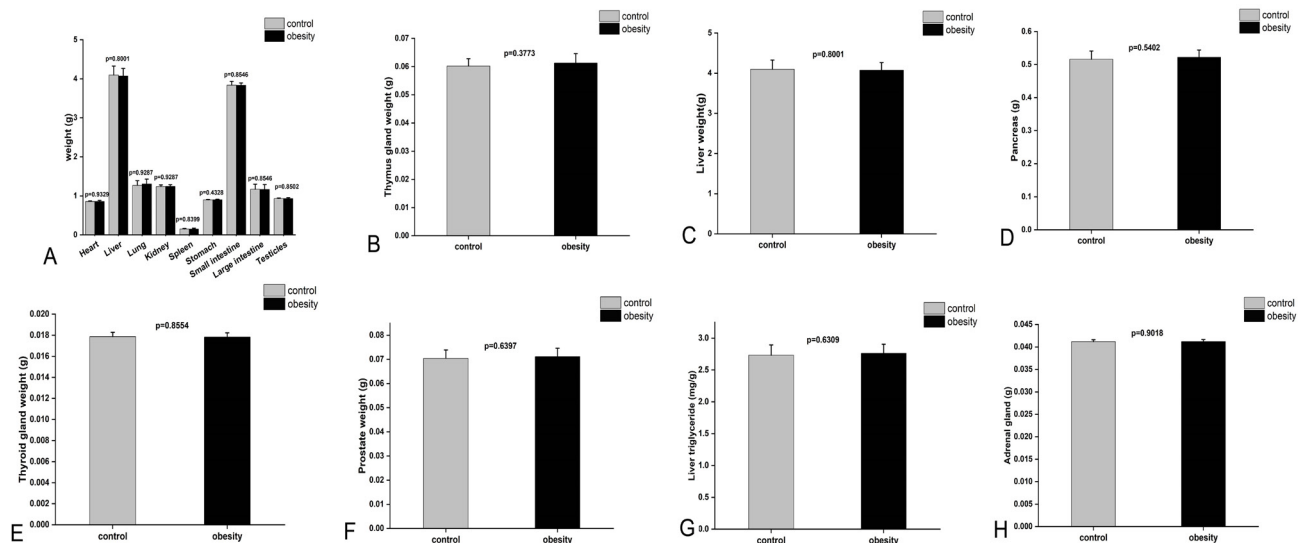 control
obesity
5
4
3
2
1
0
weight (g)
p=0.9329
p=0.8001
p=0.9287
p=0.9287
p=0.8399
p=0.4328
p=0.8546
p=0.8546
p=0.8502
Heart
Liver
Lung
Kidney
Spleen
Stomach
Small intestine
Large intestine
Testicles
A
control
obesity
0.07
0.06
0.05
0.04
0.03
0.02
0.01
0.00
Thymus gland weight (g)
p=0.3773
control obesity
B
control
obesity
5
4
3
2
1
0
Liver weight(g)
p=0.8001
control obesity
C
control
obesity
0.6
0.5
0.4
0.3
0.2
0.1
0.0
Pancreas (g)
p=0.5402
control obesity
D
control
obesity
0.020
0.018
0.016
0.014
0.012
0.010
0.008
0.006
0.004
0.002
0.000
Thyroid gland weight (g)
p=0.8554
control obesity
E
control
obesity
0.08
0.07
0.06
0.05
0.04
0.03
0.02
0.01
0.00
Prostate weight (g)
p=0.6397
control obesity
F
control
obesity
3.0
2.5
2.0
1.5
1.0
0.5
0.0
Liver triglyceride (mg/g)
p=0.6309
control obesity
G
control
obesity
0.045
0.040
0.035
0.030
0.025
0.020
0.015
0.010
0.005
0.000
Adrenal gland (g)
p=0.9018
control obesity
H